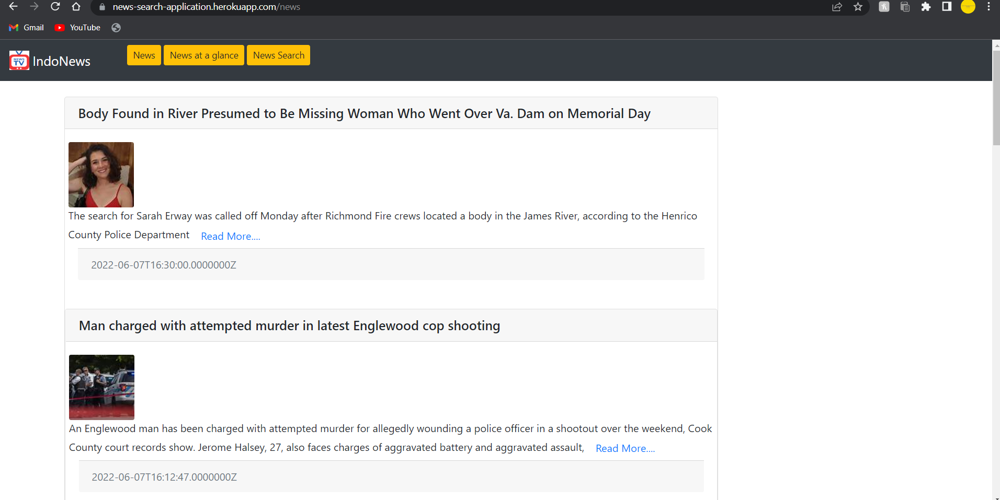 news-search-application.herokuapp.com/news
Gmail YouTube
NEWS
TV
IndoNews
News News at a glance News Search
Body Found in River Presumed to Be Missing Woman Who Went Over Va. Dam on Memorial Day
The search for Sarah Erway was called off Monday after Richmond Fire crews located a body in the James River, according to the Henrico
County Police Department Read More....
2022-06-07T16:30:00.0000000Z
Man charged with attempted murder in latest Englewood cop shooting
An Englewood man has been charged with attempted murder for allegedly wounding a police officer in a shootout over the weekend, Cook
County court records show. Jerome Halsey, 27, also faces charges of aggravated battery and aggravated assault, Read More....
2022-06-07T16:12:47.0000000Z